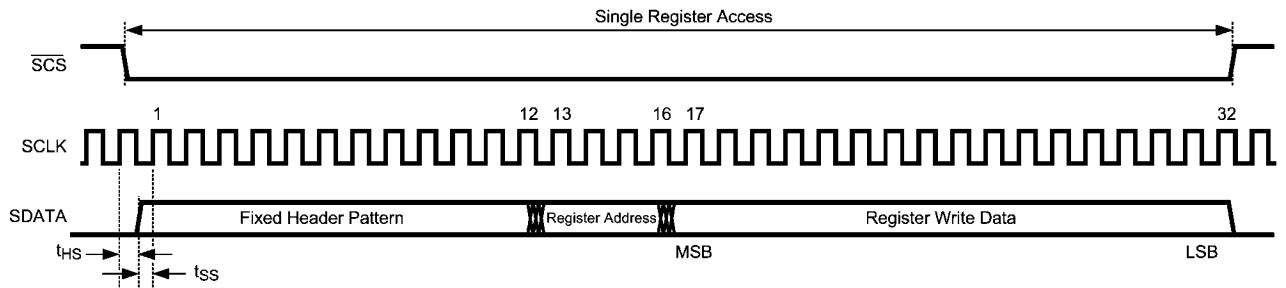 Single Register Access
SCS
1 12 13 16 17 32
SCLK
SDATA Fixed Header Pattern Register Address Register Write Data
tHS MSB LSB
tSS